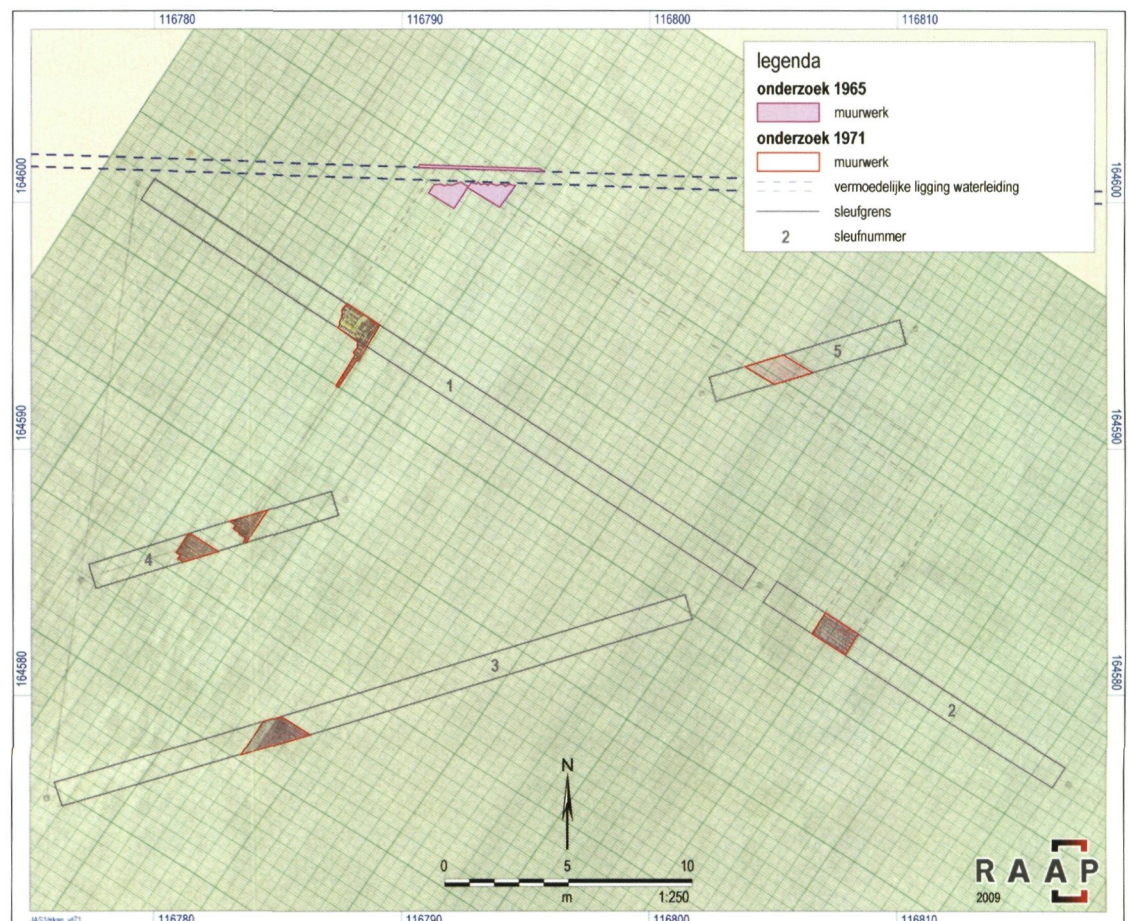 116780
116790
116800
116810
legenda
onderzoek 1965
muurwerk
onderzoek 1971
muurwerk
vermoedelijke ligging waterleiding
sleufgrens
2 sleufnummer
164600
164600
5
1
164590
164590
4
3
164580
164580
2
N
0 5 10
m 1:250
RAAP
2009
116780
116790
116800
116810